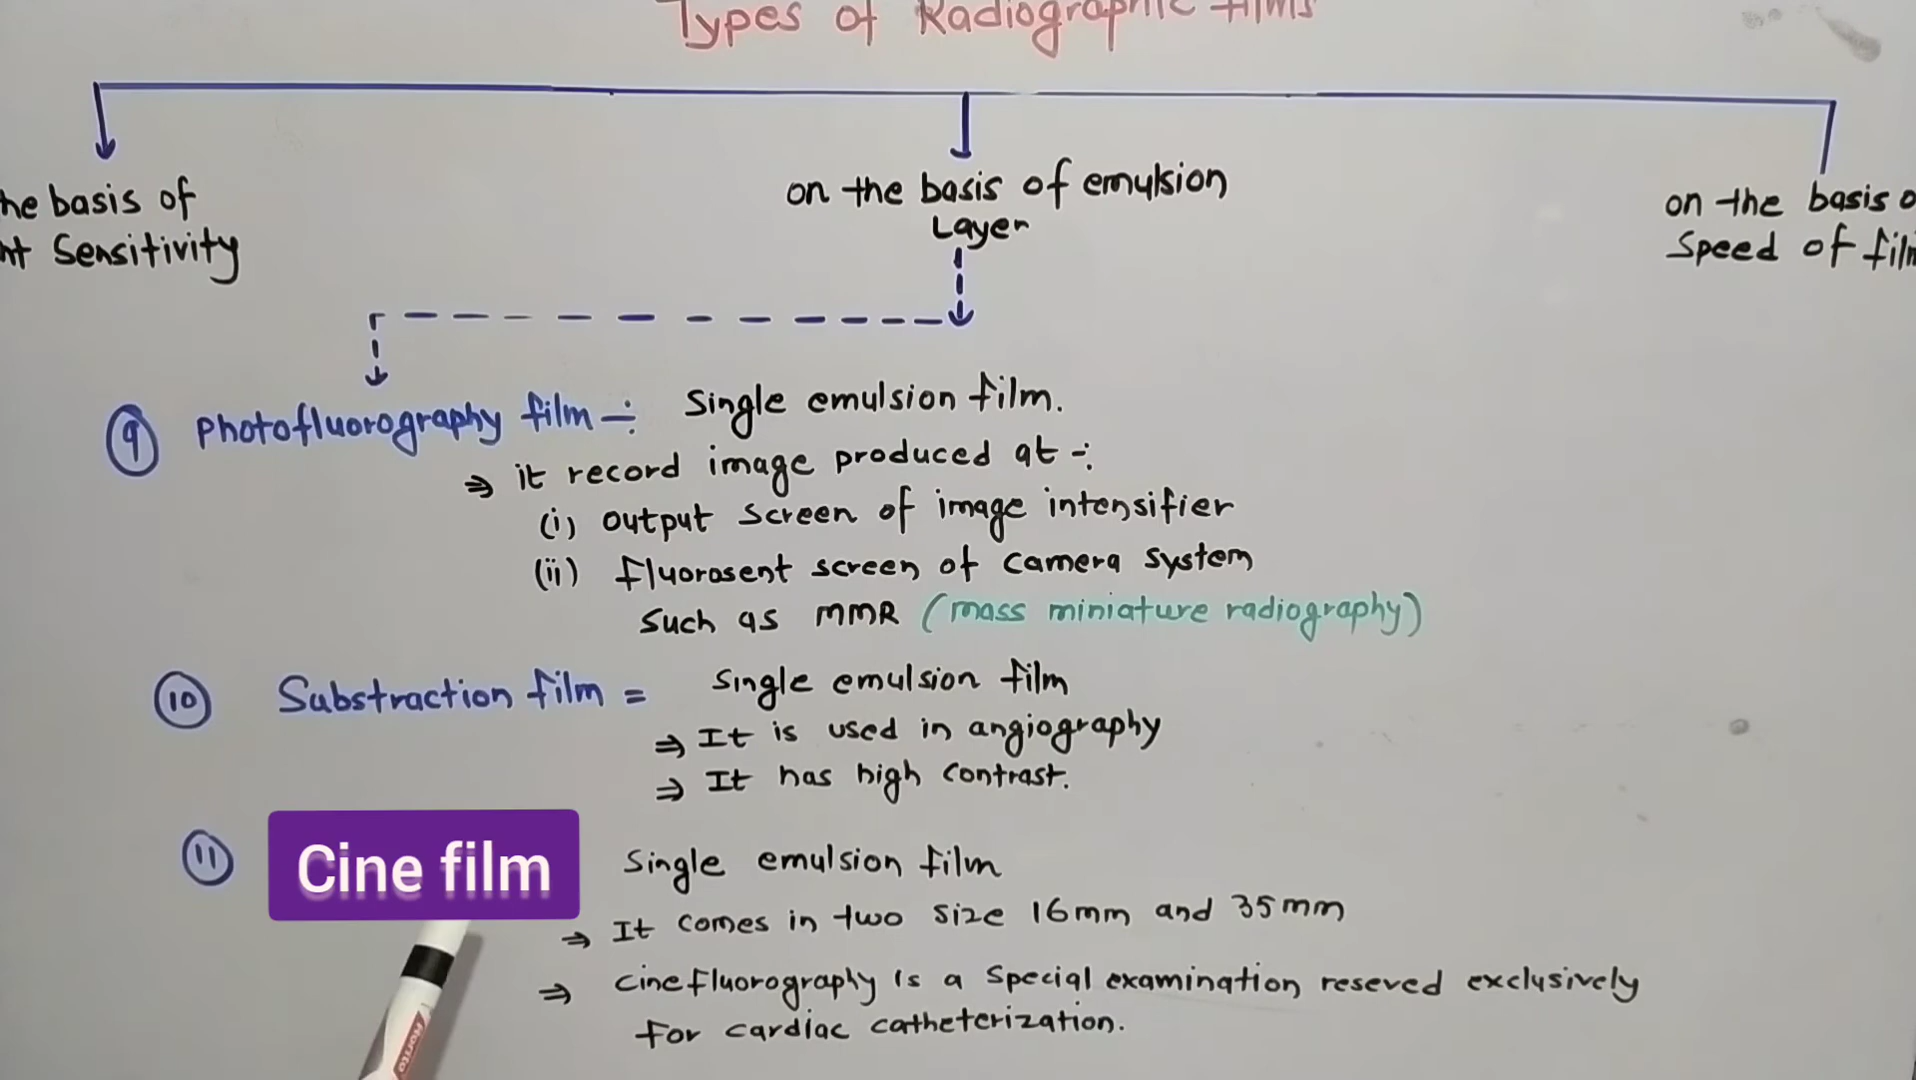 Types of Radiographic films
he basis of
nt Sensitivity
on the basis of emulsion
Layer
on the basis o
Speed of fil
9 Photofluorography film -: Single emulsion film.
⇒ it record image produced at -:
(i) output screen of image intensifier
(ii) fluorosent screen of camera system
Such as MMR (mass miniature radiography)
10 Substraction film = Single emulsion film
⇒ It is used in angiography
⇒ It has high contrast.
11 Cine film Single emulsion film
⇒ It comes in two size 16mm and 35mm
⇒ cinefluorography is a special examination reseved exclusively
for cardiac catheterization.